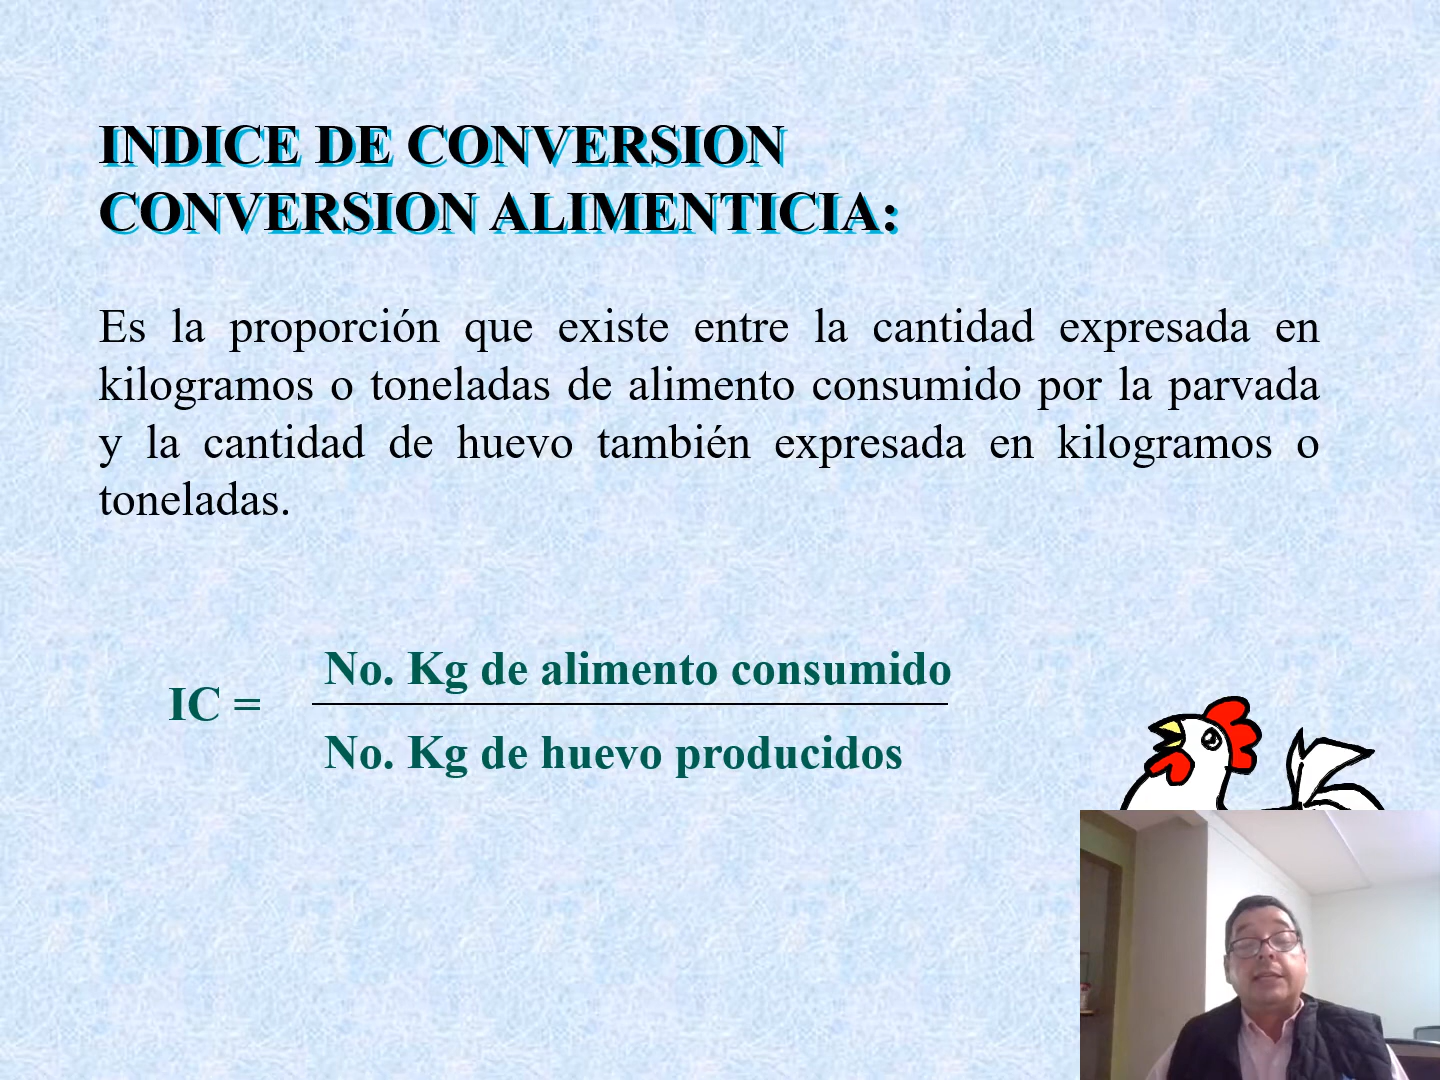 INDICE DE CONVERSION
CONVERSION ALIMENTICIA:
Es la proporción que existe entre la cantidad expresada en
kilogramos o toneladas de alimento consumido por la parvada
y la cantidad de huevo también expresada en kilogramos o
toneladas.
IC =
No. Kg de alimento consumido
No. Kg de huevo producidos